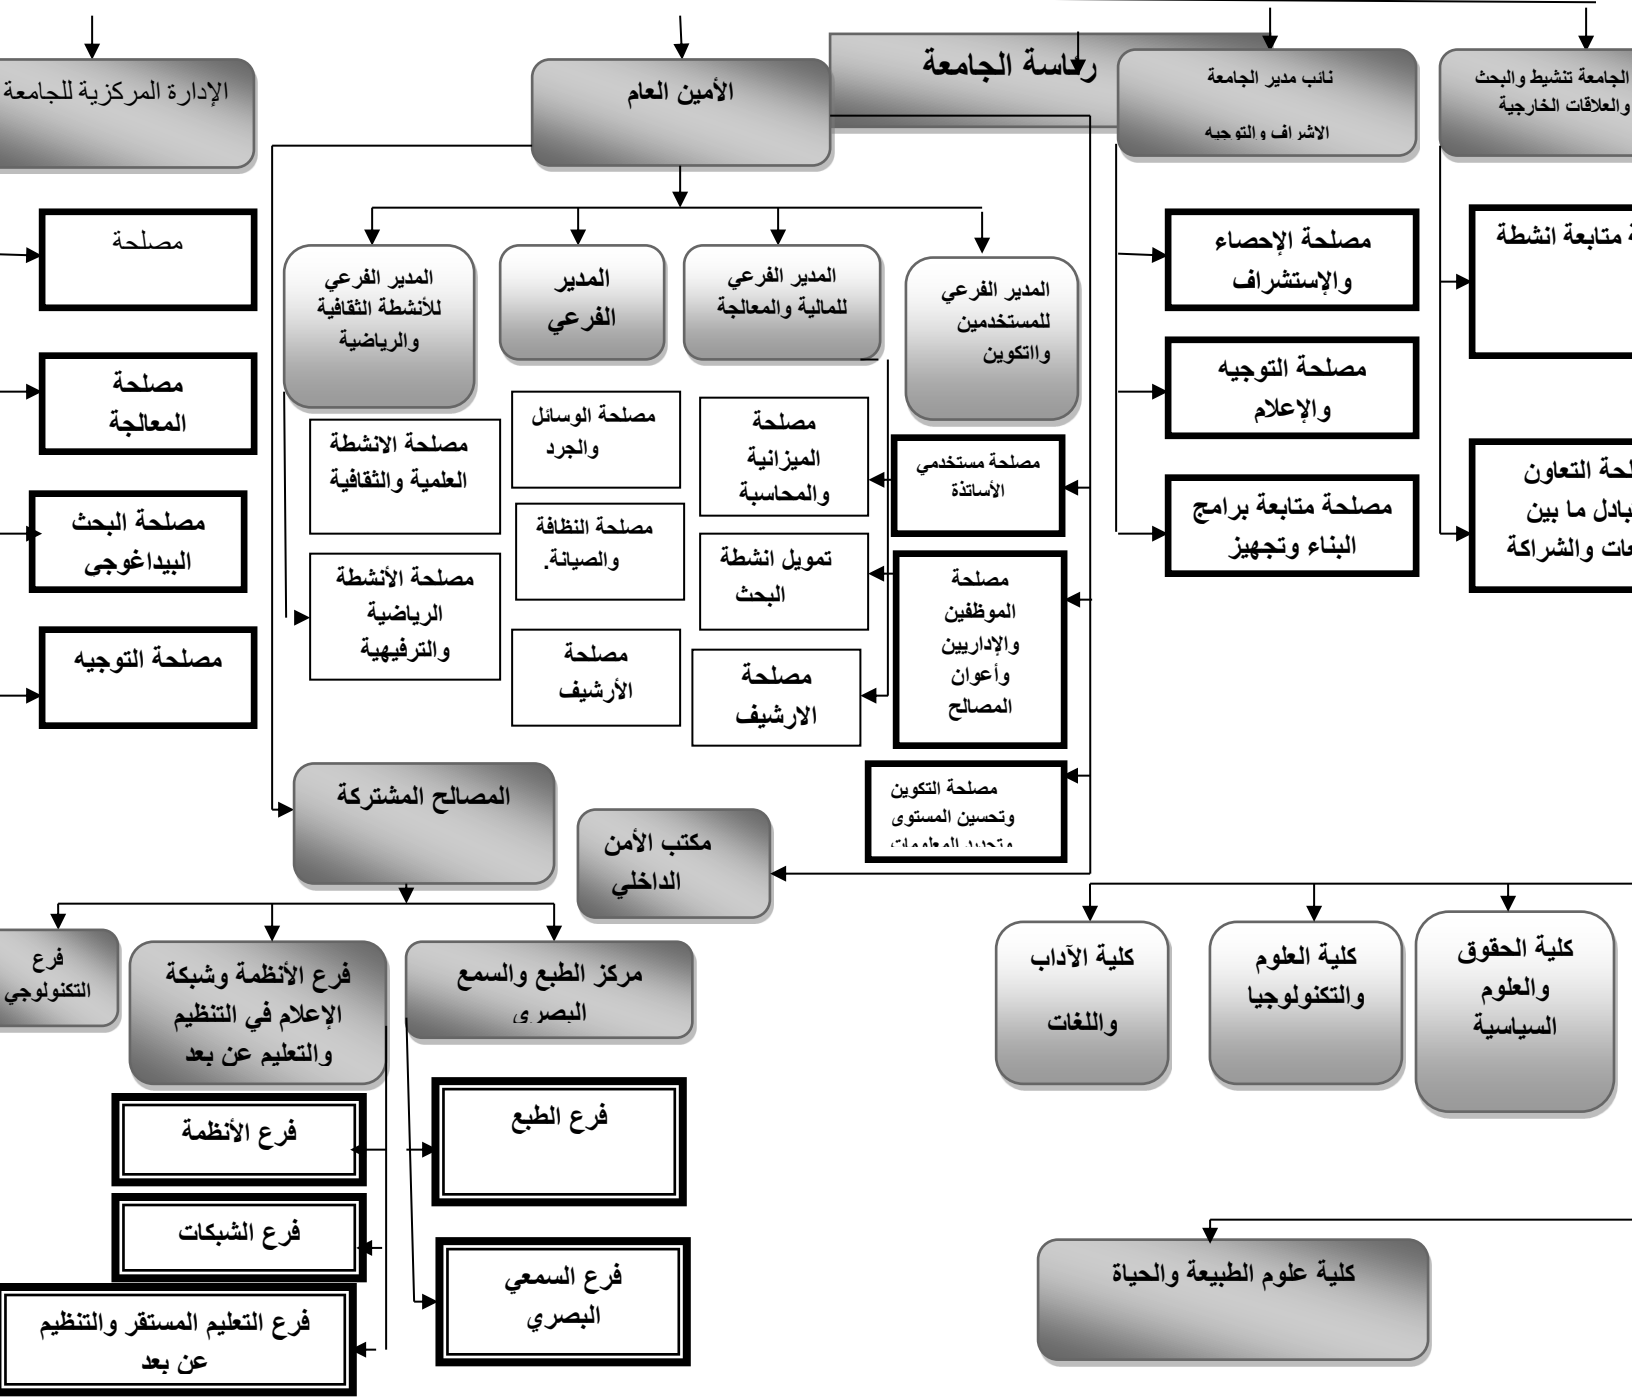 رئاسة الجامعة
الجامعة تنشيط والبحث
والعلاقات الخارجية
نائب مدير الجامعة
الاشراف والتوجيه
الأمين العام
الإدارة المركزية للجامعة
متابعة انشطة
التعاون
ما بين
والشراكة
مصلحة الإحصاء
والإستشراف
مصلحة التوجيه
والإعلام
مصلحة متابعة برامج
البناء وتجهيز
المدير الفرعي
للمستخدمين
وااتكوين
المدير الفرعي
للمالية والمعالجة
المدير
الفرعي
المدير الفرعي
للأنشطة الثقافية
والرياضية
مصلحة مستخدمي
الأساتذة
مصلحة
الموظفين
والإداريين
وأعوان
المصالح
مصلحة التكوين
وتحسين المستوى
وتجديد المعلومات
مصلحة
الميزانية
والمحاسبة
تمويل انشطة
البحث
مصلحة
الارشيف
مصلحة الوسائل
والجرد
مصلحة النظافة
والصيانة.
مصلحة
الأرشيف
مصلحة الانشطة
العلمية والثقافية
مصلحة الأنشطة
الرياضية
والترفيهية
مصلحة
مصلحة
المعالجة
مصلحة البحث
البيداغوجي
مصلحة التوجيه
المصالح المشتركة
مكتب الأمن
الداخلي
كلية الحقوق
والعلوم
السياسية
كلية العلوم
والتكنولوجيا
كلية الآداب
واللغات
مركز الطبع والسمع
البصري
فرع الأنظمة وشبكة
الإعلام في التنظيم
والتعليم عن بعد
فرع
التكنولوجي
فرع الطبع
فرع السمعي
البصري
فرع الأنظمة
فرع الشبكات
فرع التعليم المستقر والتنظيم
عن بعد
كلية علوم الطبيعة والحياة